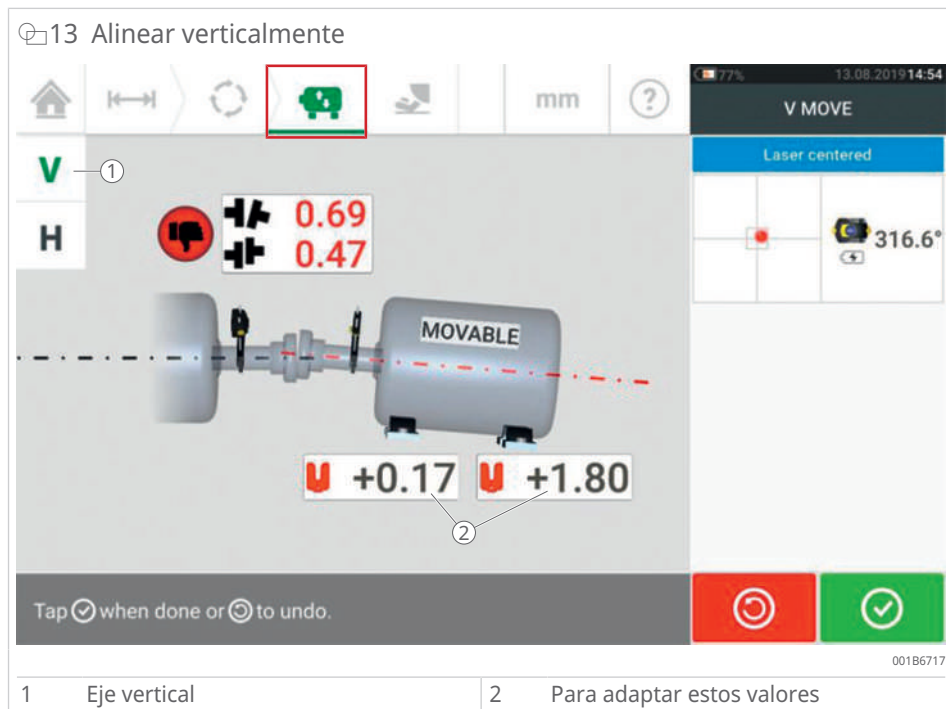 13 Alinear verticalmente
mm
?
77% 13.08.2019 14:54
V MOVE
Laser centered
316.6°
V
1
H
0.69
0.47
MOVABLE
+0.17
+1.80
2
Tap when done or to undo.
001B6717
1 Eje vertical
2 Para adaptar estos valores